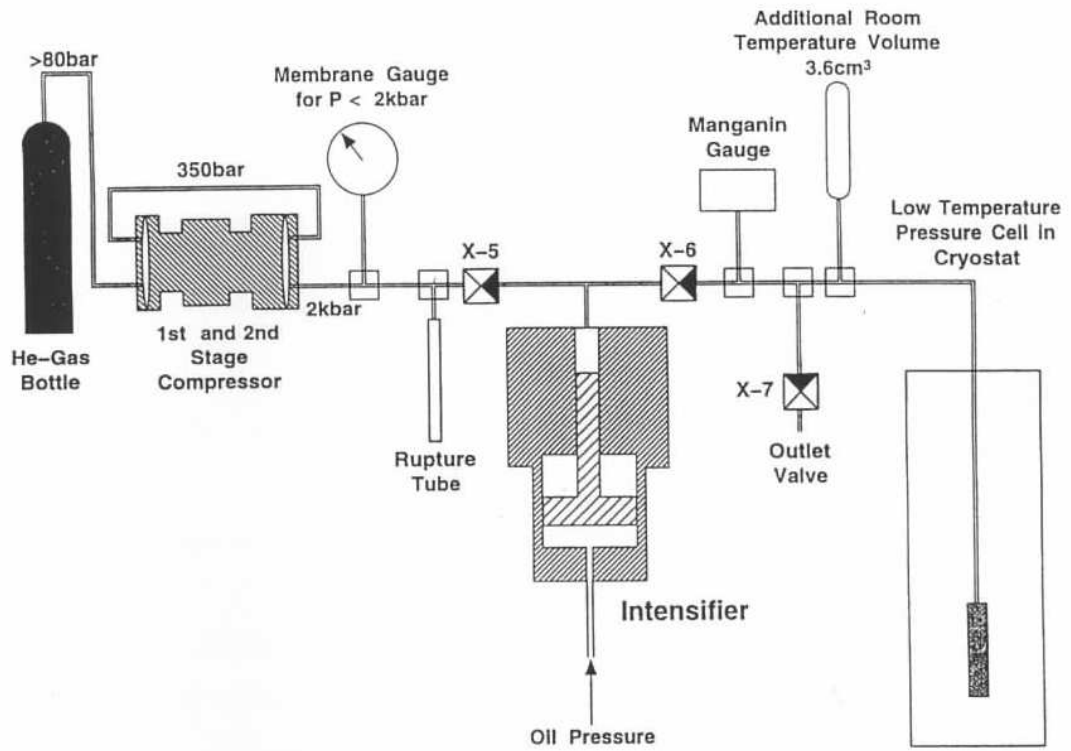 >80bar
He-Gas
Bottle
350bar
1st and 2nd
Stage
Compressor
2kbar
Membrane Gauge
for P < 2kbar
Rupture
Tube
X-5
Intensifier
Oil Pressure
X-6
Manganin
Gauge
X-7
Outlet
Valve
Additional Room
Temperature Volume
3.6cm³
Low Temperature
Pressure Cell in
Cryostat